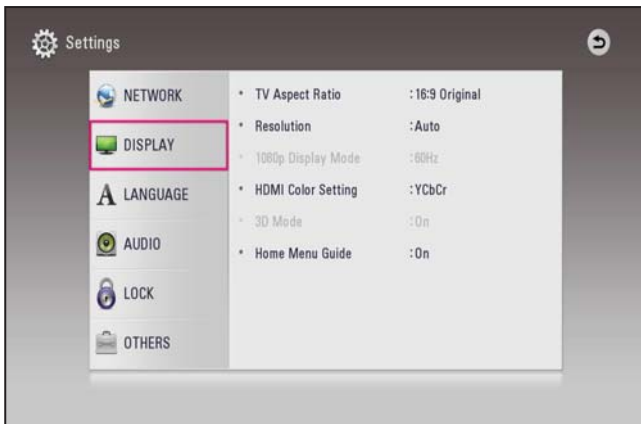 Settings
NETWORK
DISPLAY
LANGUAGE
AUDIO
LOCK
OTHERS
• TV Aspect Ratio : 16:9 Original
• Resolution : Auto
• 1080p Display Mode : 60Hz
• HDMI Color Setting : YCbCr
• 3D Mode : On
• Home Menu Guide : On